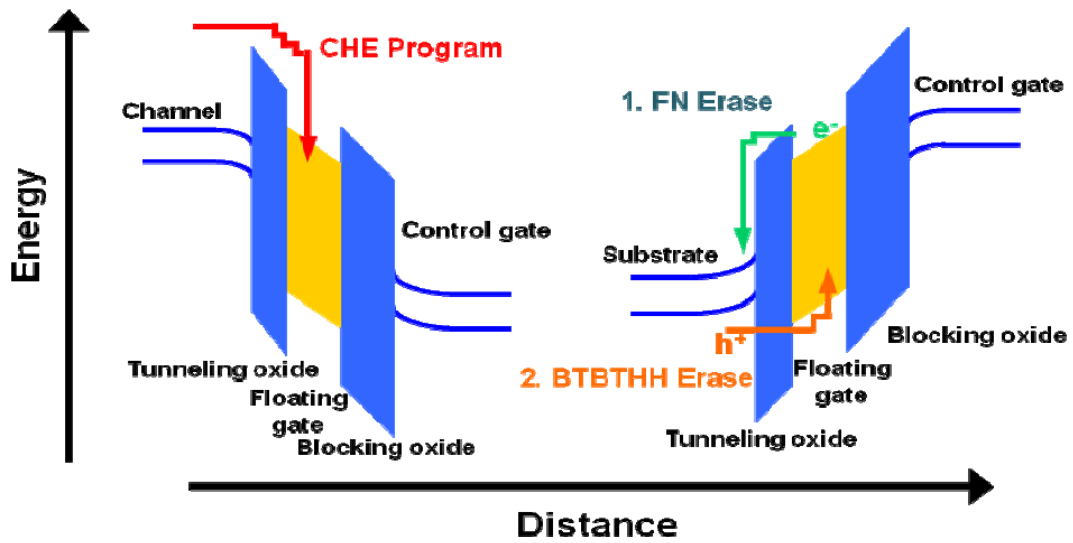 Energy
CHE Program
Channel
Control gate
Tunneling oxide
Floating
gate
Blocking oxide
1. FN Erase
e-
Control gate
Substrate
h+
2. BTBTHH Erase
Blocking oxide
Floating
gate
Tunneling oxide
Distance